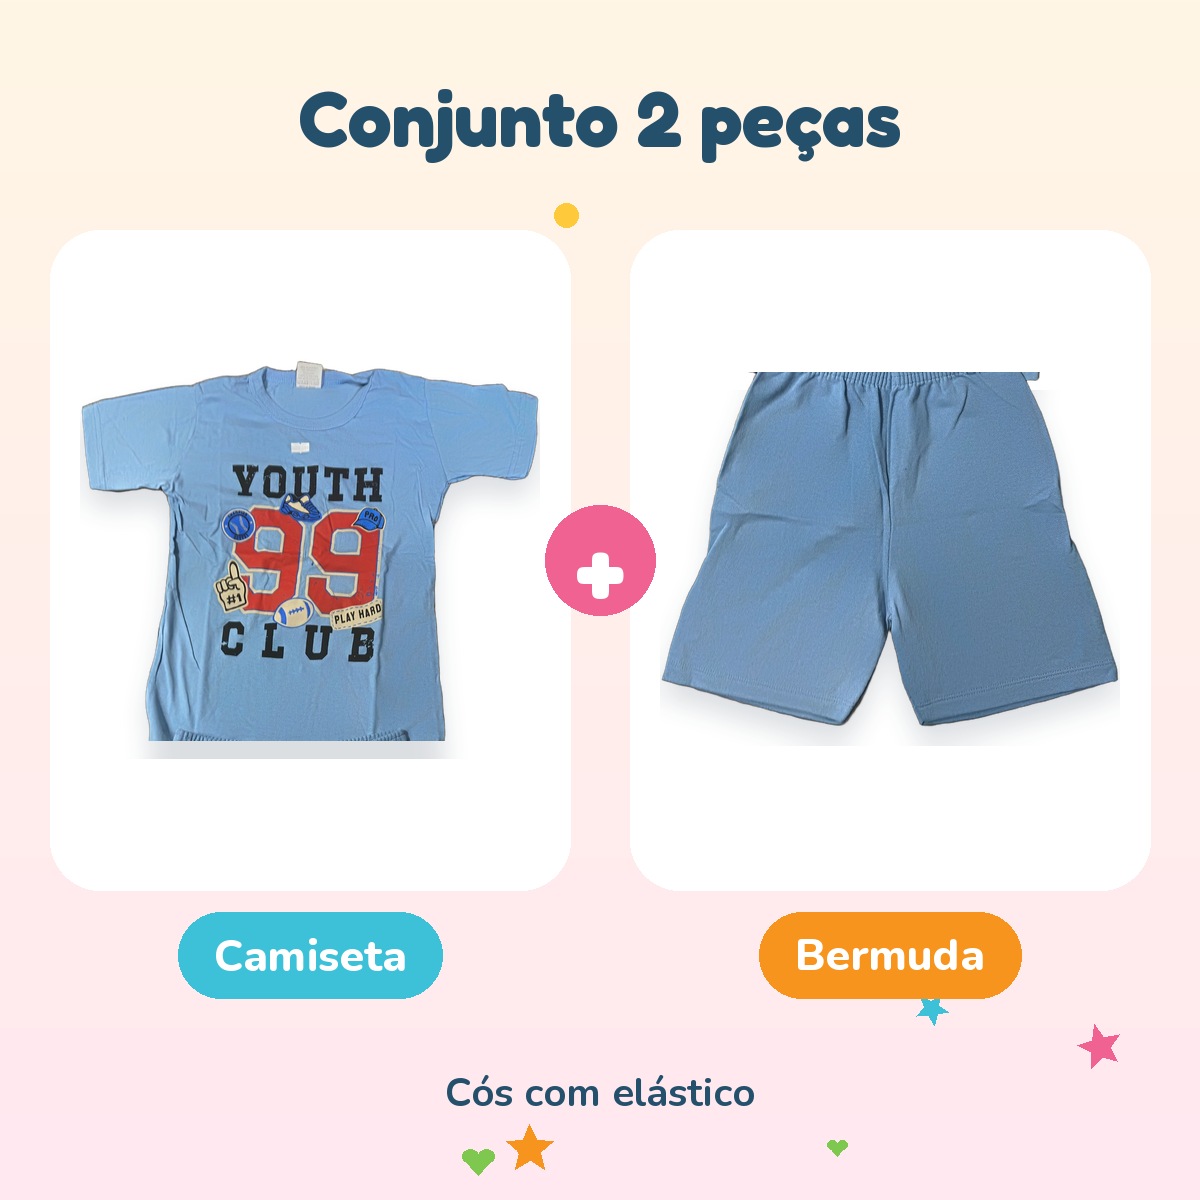 Conjunto 2 peças
YOUTH
PRO
99
#1
PLAY HARD
CLUB
Camiseta
Bermuda
Cós com elástico